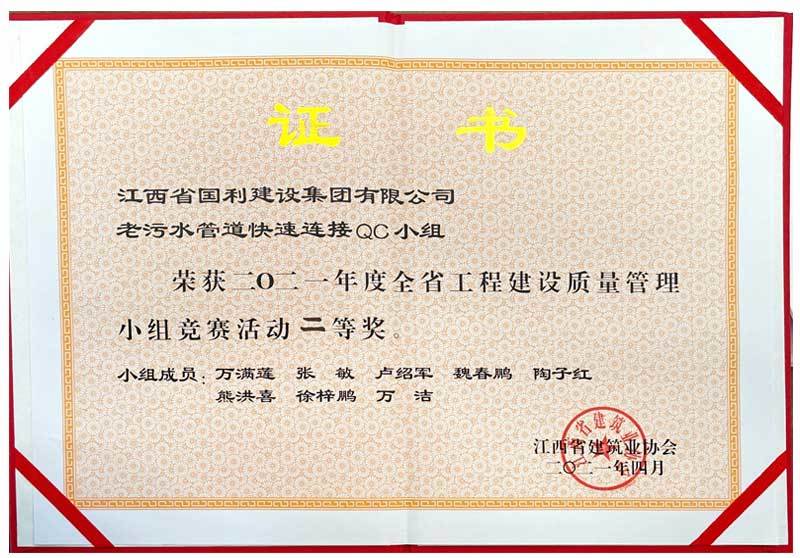 证 书
江西省国利建设集团有限公司
老污水管道快速连接QC小组
荣获二〇二一年度全省工程建设质量管理
小组竞赛活动二等奖。
小组成员：万满莲 张 敏 卢绍军 魏春鹏 陶子红
熊洪喜 徐梓鹏 万 洁
江西省建筑业协会
二〇二一年四月